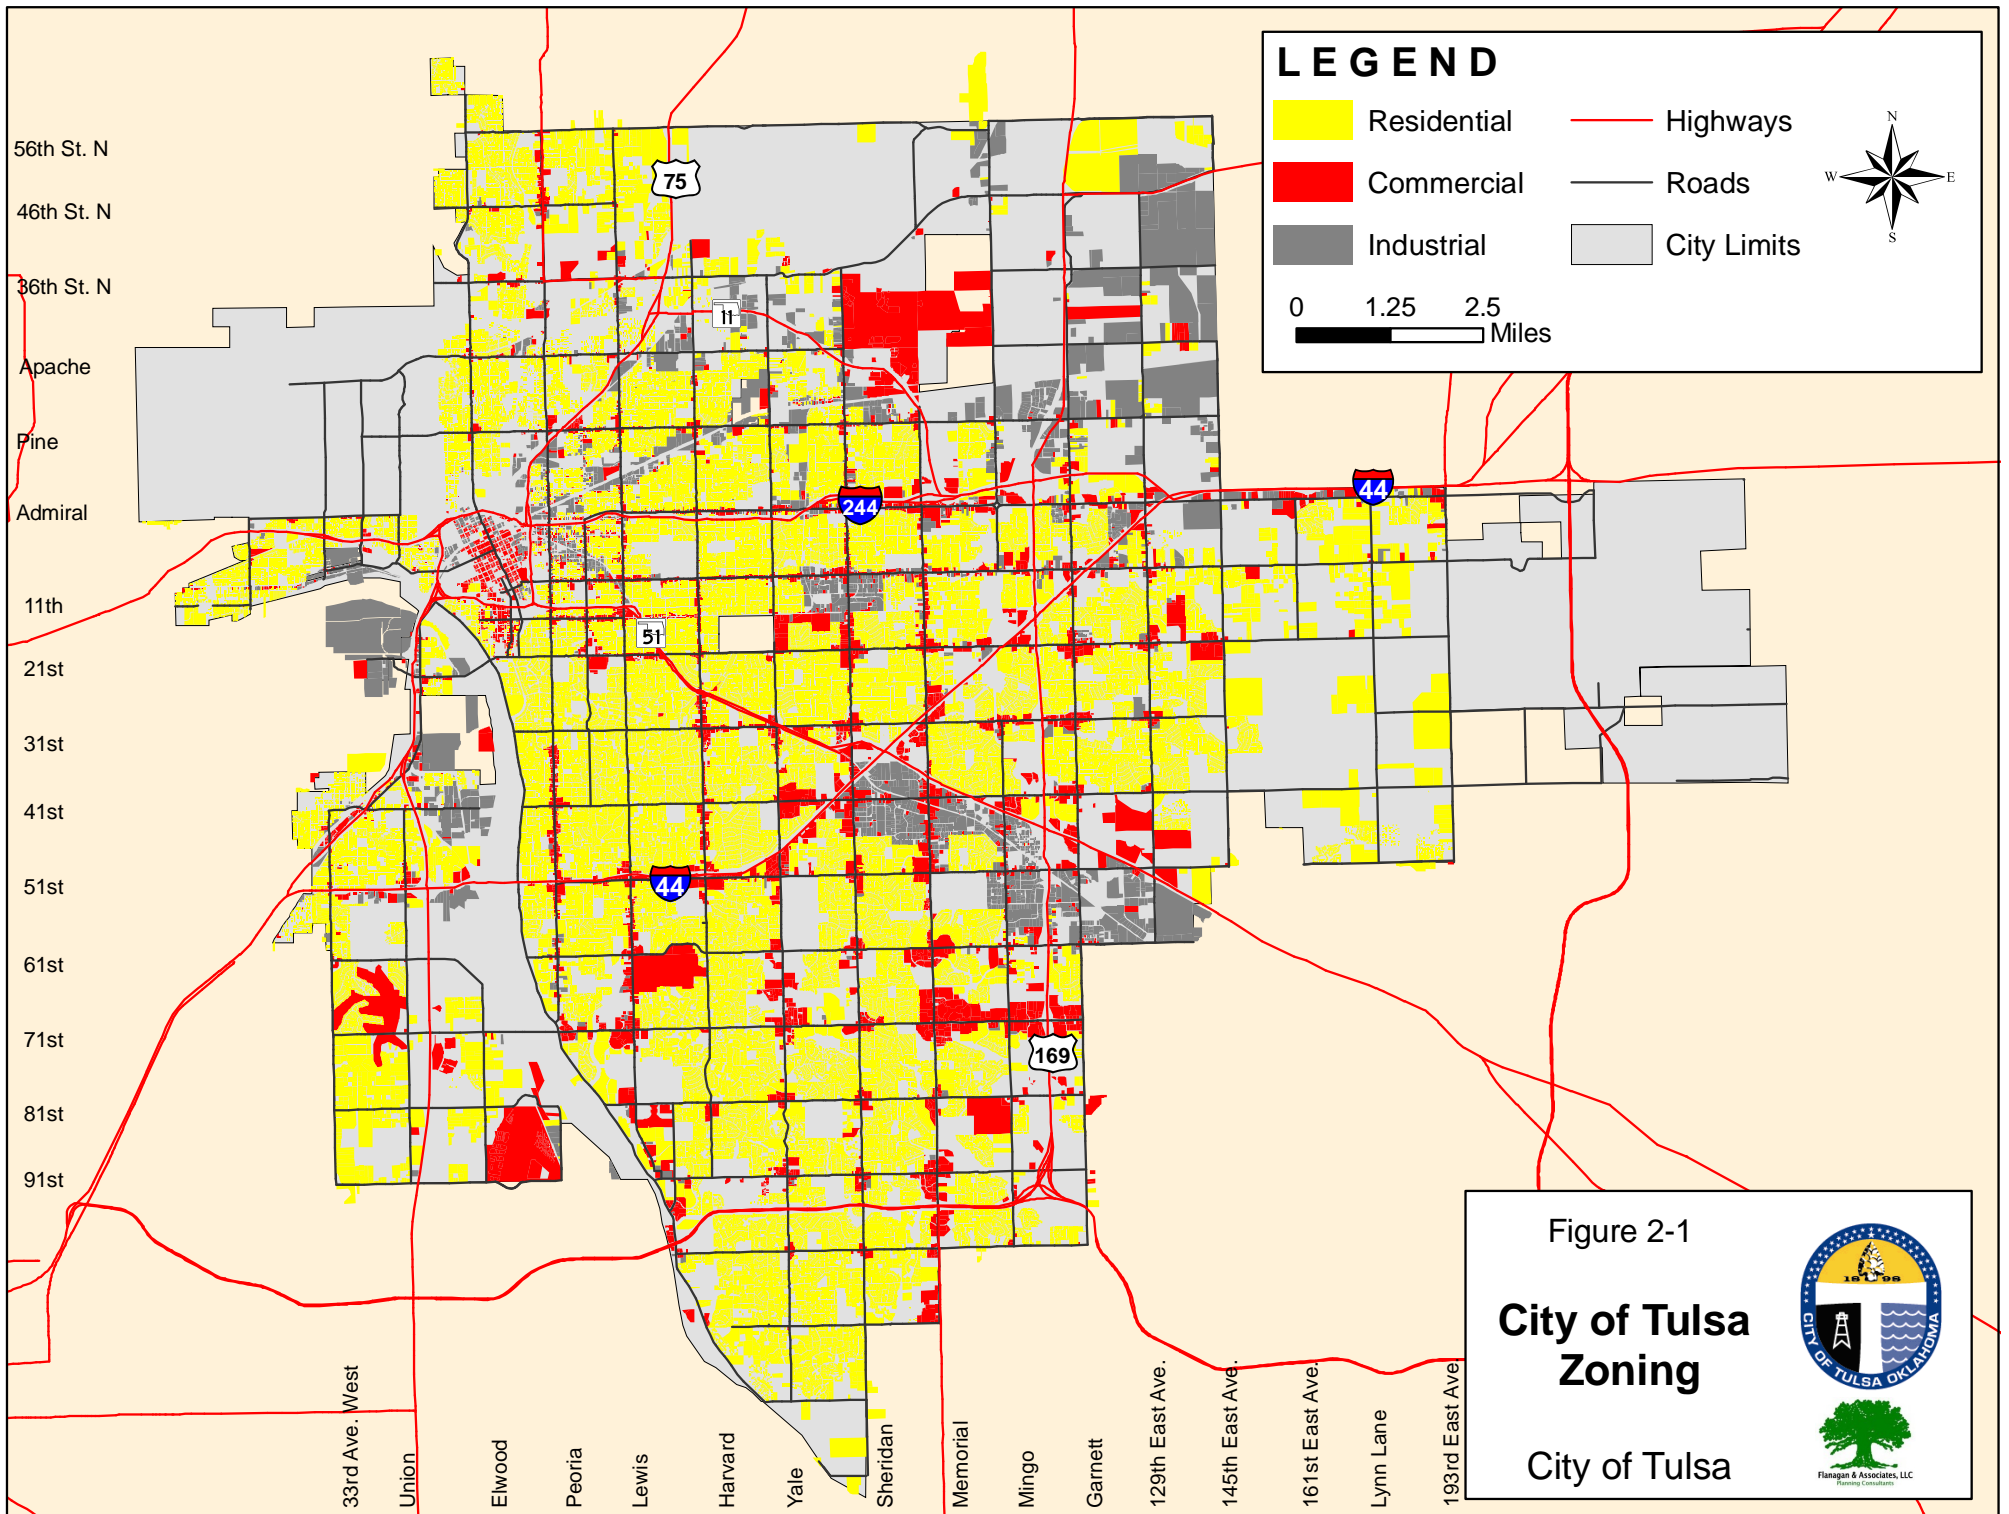 LEGEND
Residential
Commercial
Industrial
Highways
Roads
City Limits
N
W
E
S
0 1.25 2.5
Miles
56th St. N
46th St. N
36th St. N
Apache
Pine
Admiral
11th
21st
31st
41st
51st
61st
71st
81st
91st
75
11
244
44
51
44
169
33rd Ave. West
Union
Elwood
Peoria
Lewis
Harvard
Yale
Sheridan
Memorial
Mingo
Garnett
129th East Ave.
145th East Ave.
161st East Ave.
Lynn Lane
193rd East Ave
Figure 2-1
City of Tulsa
Zoning
City of Tulsa
1898
CITY OF TULSA OKLAHOMA
Flanagan & Associates, LLC
Planning Consultants